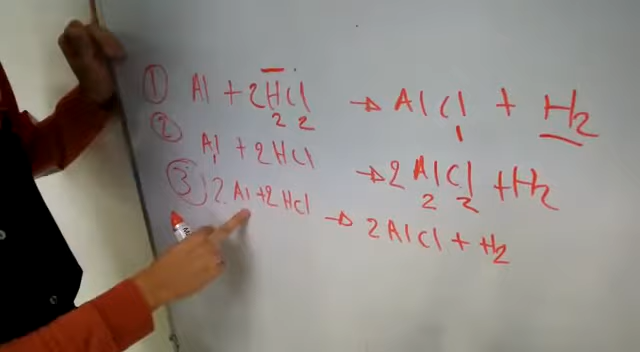 ① Al + 2HCl → AlCl + H2
2 2 1
② Al + 2HCl → 2AlCl + H2
2 2
③ 2Al + 2HCl → 2AlCl + H2